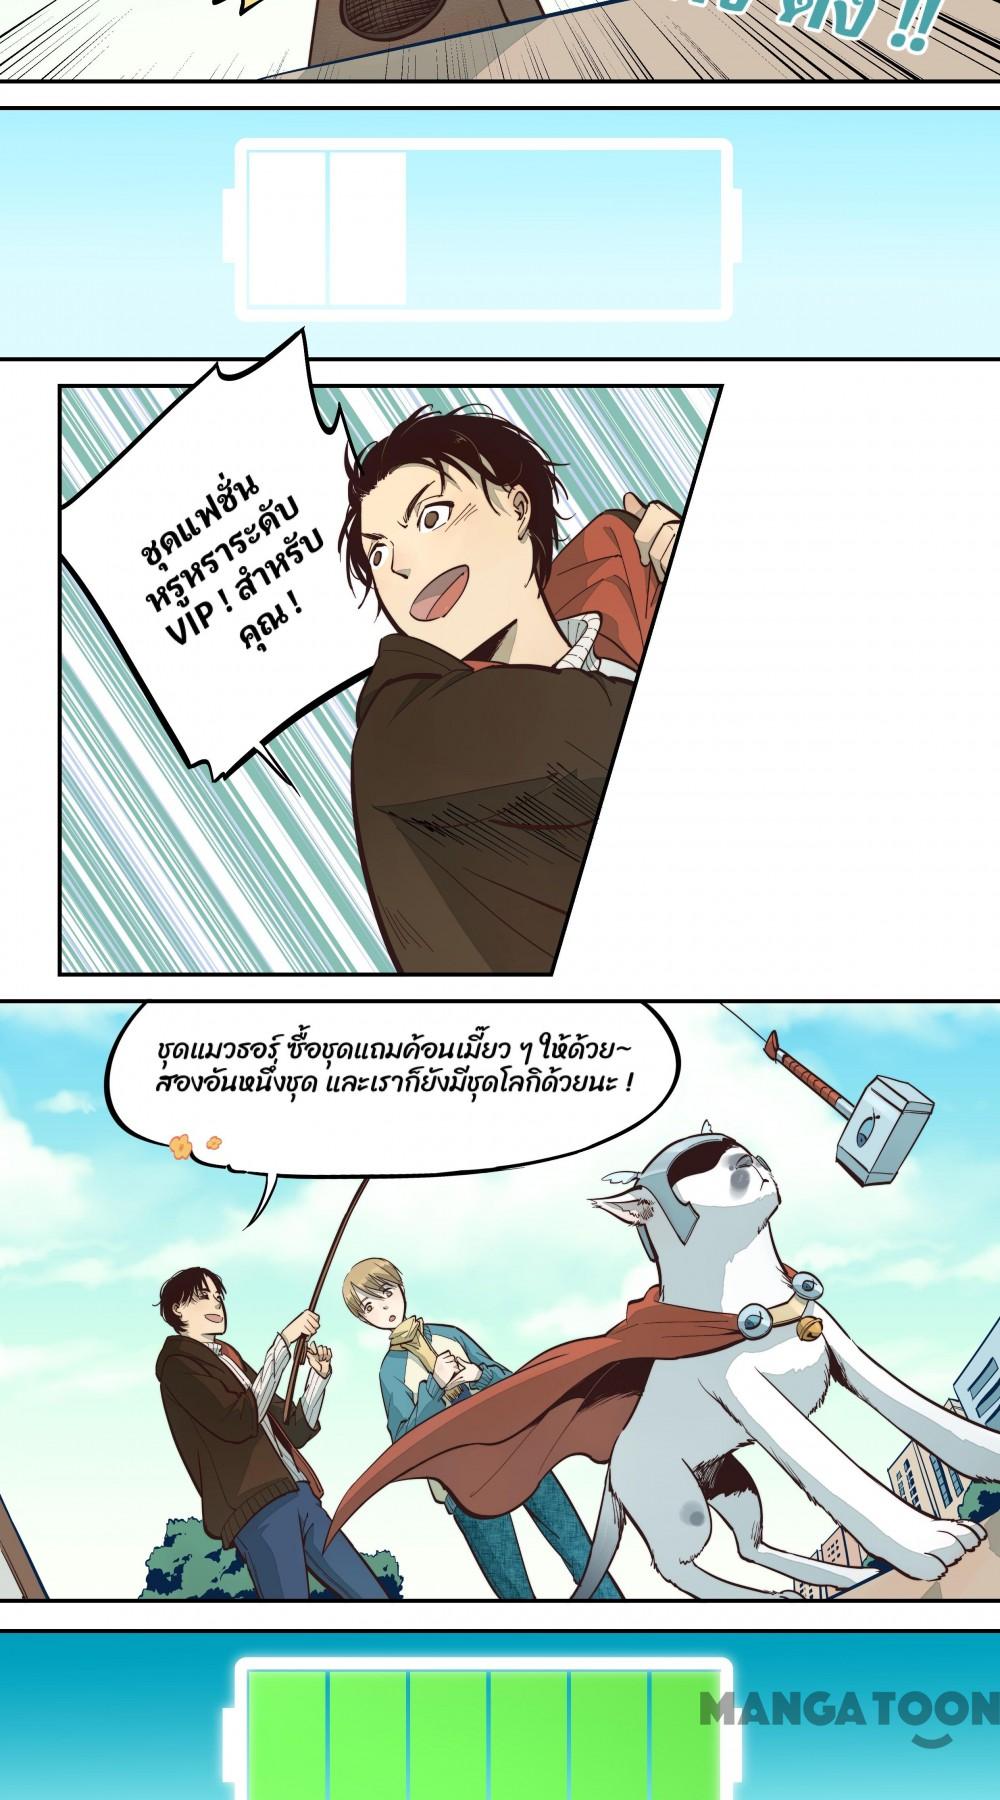 ดัง !!
ชุดแฟชั่น
หรูหราระดับ
VIP ! สำหรับ
คุณ !
ชุดแมวธอร์ ซื้อชุดแถมค้อนเมี๊ยว ๆ ให้ด้วย~
สองอันหนึ่งชุด และเราก็ยังมีชุดโลกิด้วยนะ !
MANGATOON